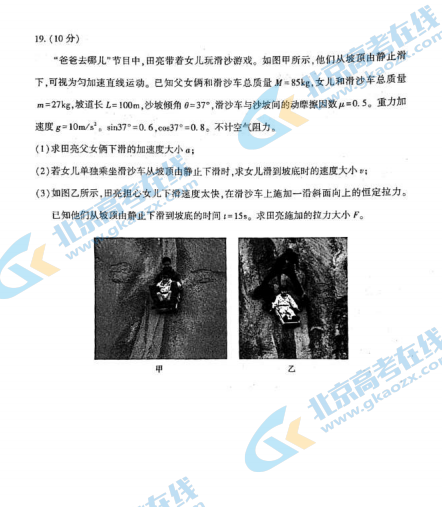 19. (10 分)
“爸爸去哪儿”节目中,田亮带着女儿玩滑沙游戏。如图甲所示,他们从坡顶由静止滑
下,可视为匀加速直线运动。已知父女俩和滑沙车总质量 M=85kg,女儿和滑沙车总质量
m=27kg,坡道长 L=100m,沙坡倾角 θ=37°,滑沙车与沙坡间的动摩擦因数 μ=0.5。重力加
速度 g=10m/s²。sin37°=0.6,cos37°=0.8。不计空气阻力。
(1)求田亮父女俩下滑的加速度大小 a;
(2)若女儿单独乘坐滑沙车从坡顶由静止下滑时,求女儿滑到坡底时的速度大小 v;
(3)如图乙所示,田亮担心女儿下滑速度太快,在滑沙车上施加一沿斜面向上的恒定拉力。
已知他们从坡顶由静止下滑到坡底的时间 t=15s。求田亮施加的拉力大小 F。
甲 乙
北京高考在线
www.gkaozx.com
北京高考在线
www.gkaozx.com